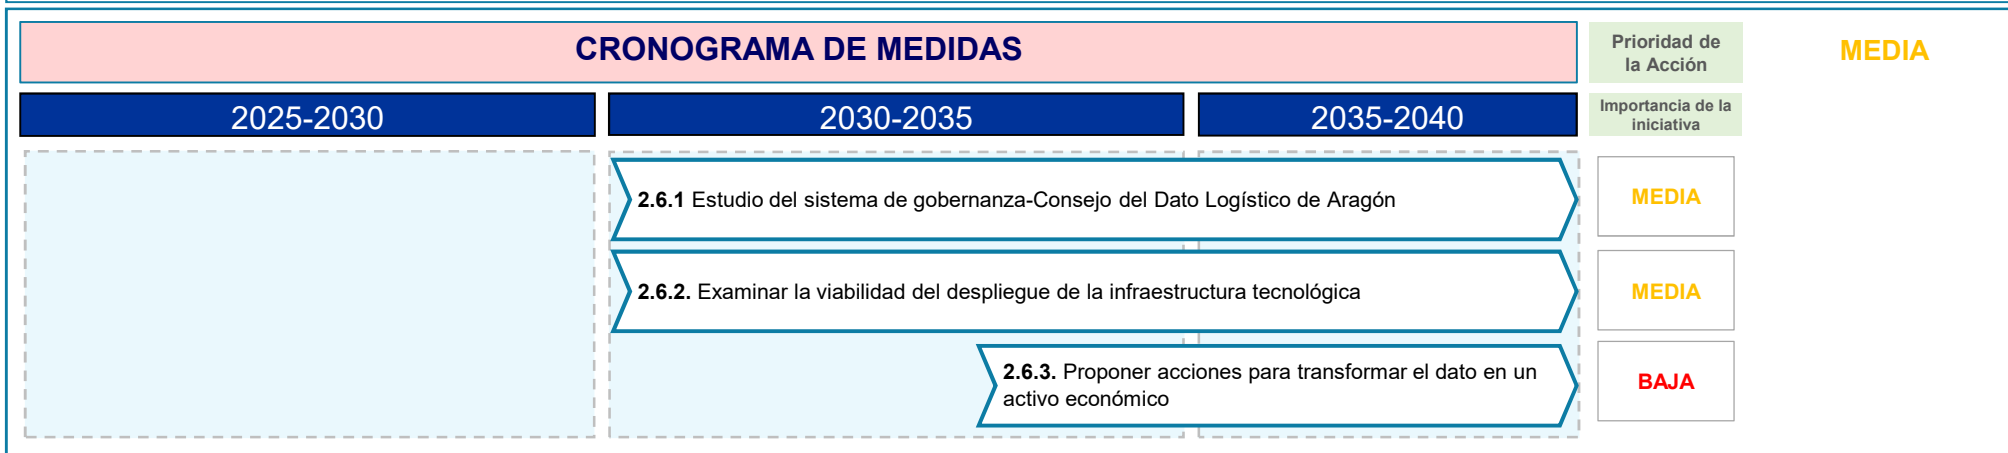 CRONOGRAMA DE MEDIDAS
Prioridad de
la Acción
MEDIA
2025-2030
2030-2035
2035-2040
Importancia de la
iniciativa
2.6.1 Estudio del sistema de gobernanza-Consejo del Dato Logístico de Aragón
MEDIA
2.6.2. Examinar la viabilidad del despliegue de la infraestructura tecnológica
MEDIA
2.6.3. Proponer acciones para transformar el dato en un
activo económico
BAJA